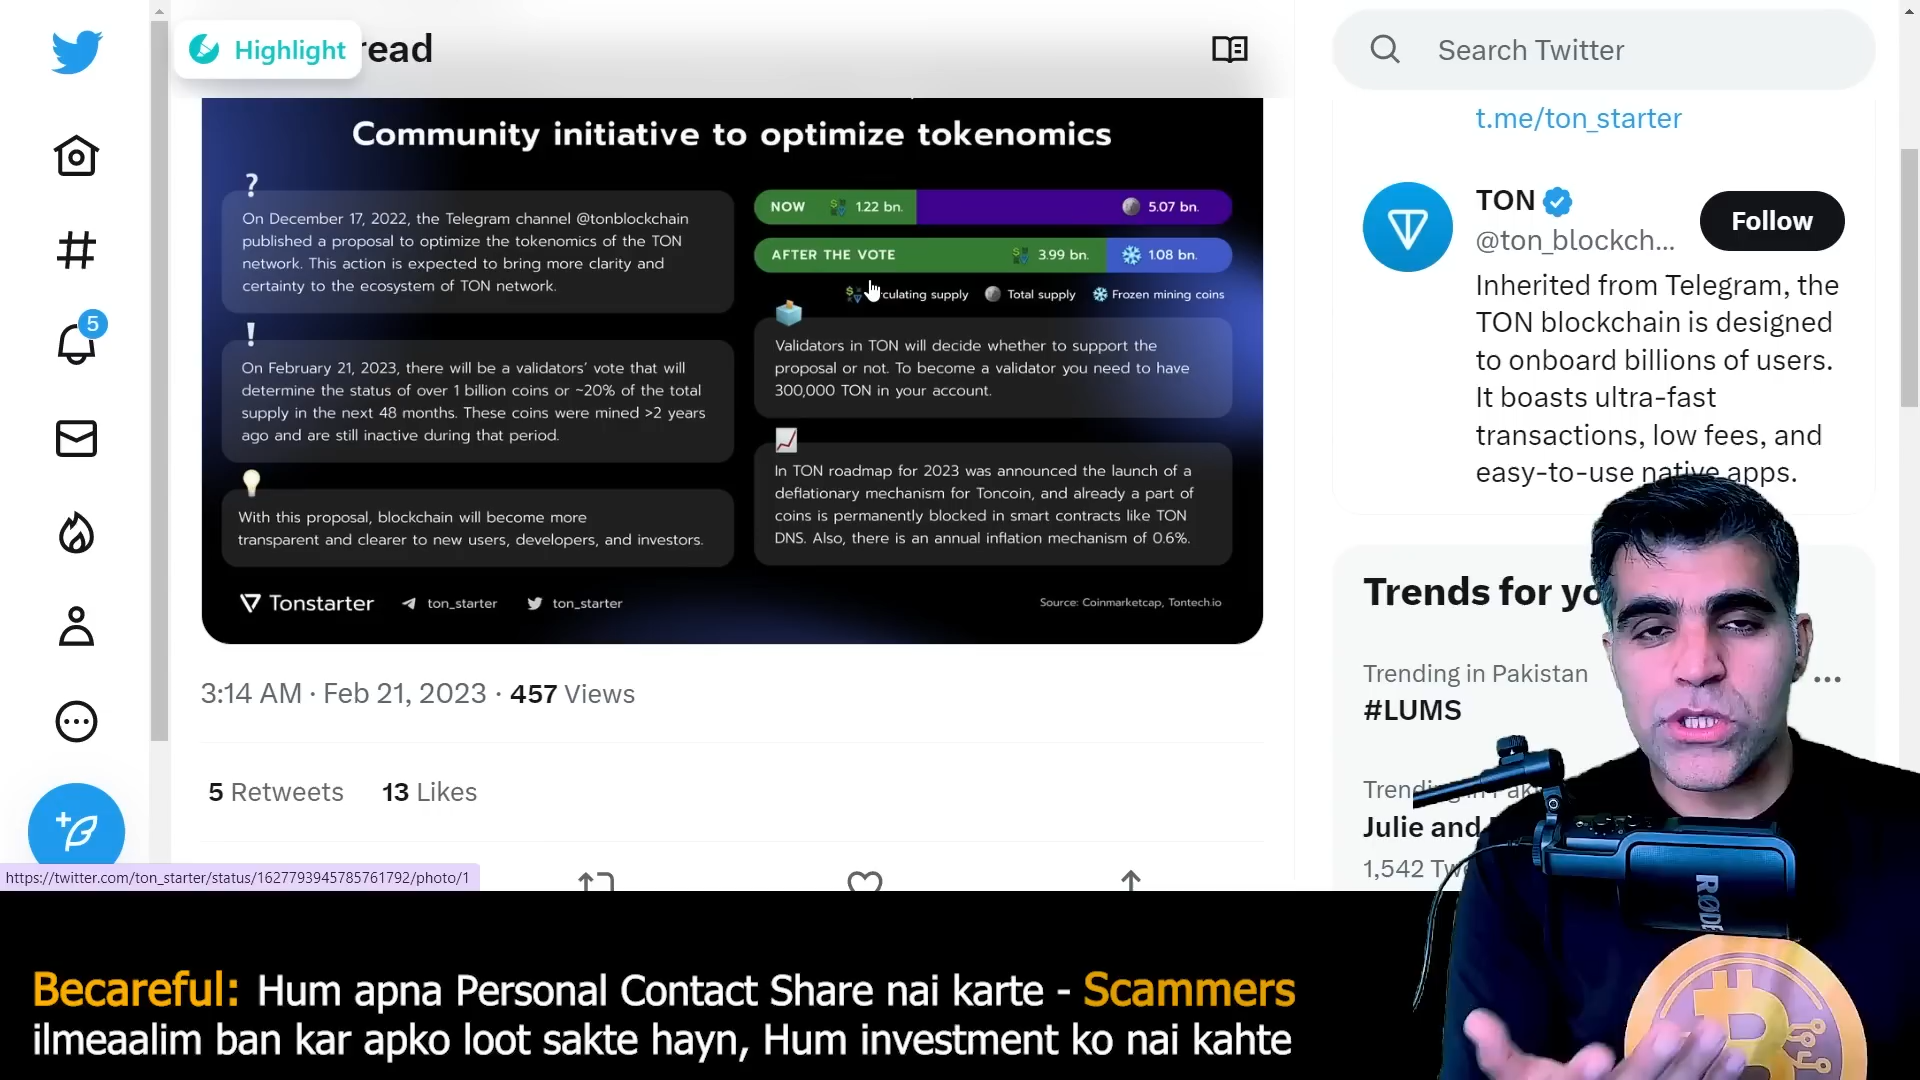 Highlight
read
Community initiative to optimize tokenomics
?
On December 17, 2022, the Telegram channel @tonblockchain
published a proposal to optimize the tokenomics of the TON
network. This action is expected to bring more clarity and
certainty to the ecosystem of TON network.
!
On February 21, 2023, there will be a validators' vote that will
determine the status of over 1 billion coins or ~20% of the total
supply in the next 48 months. These coins were mined >2 years
ago and are still inactive during that period.
With this proposal, blockchain will become more
transparent and clearer to new users, developers, and investors.
NOW 1.22 bn. 5.07 bn.
AFTER THE VOTE 3.99 bn. 1.08 bn.
culating supply Total supply Frozen mining coins
Validators in TON will decide whether to support the
proposal or not. To become a validator you need to have
300,000 TON in your account.
In TON roadmap for 2023 was announced the launch of a
deflationary mechanism for Toncoin, and already a part of
coins is permanently blocked in smart contracts like TON
DNS. Also, there is an annual inflation mechanism of 0.6%.
Tonstarter ton_starter ton_starter
Source: Coinmarketcap, Tontech.io
3:14 AM · Feb 21, 2023 · 457 Views
5 Retweets 13 Likes
5
https://twitter.com/ton_starter/status/1627793945785761792/photo/1
Search Twitter
t.me/ton_starter
TON
@ton_blockch...
Follow
Inherited from Telegram, the
TON blockchain is designed
to onboard billions of users.
It boasts ultra-fast
transactions, low fees, and
easy-to-use native apps.
Trends for yo
Trending in Pakistan
#LUMS
Trending in Pak
Julie and
1,542 Tw
RØDE
Becareful: Hum apna Personal Contact Share nai karte - Scammers
ilmeaalim ban kar apko loot sakte hayn, Hum investment ko nai kahte